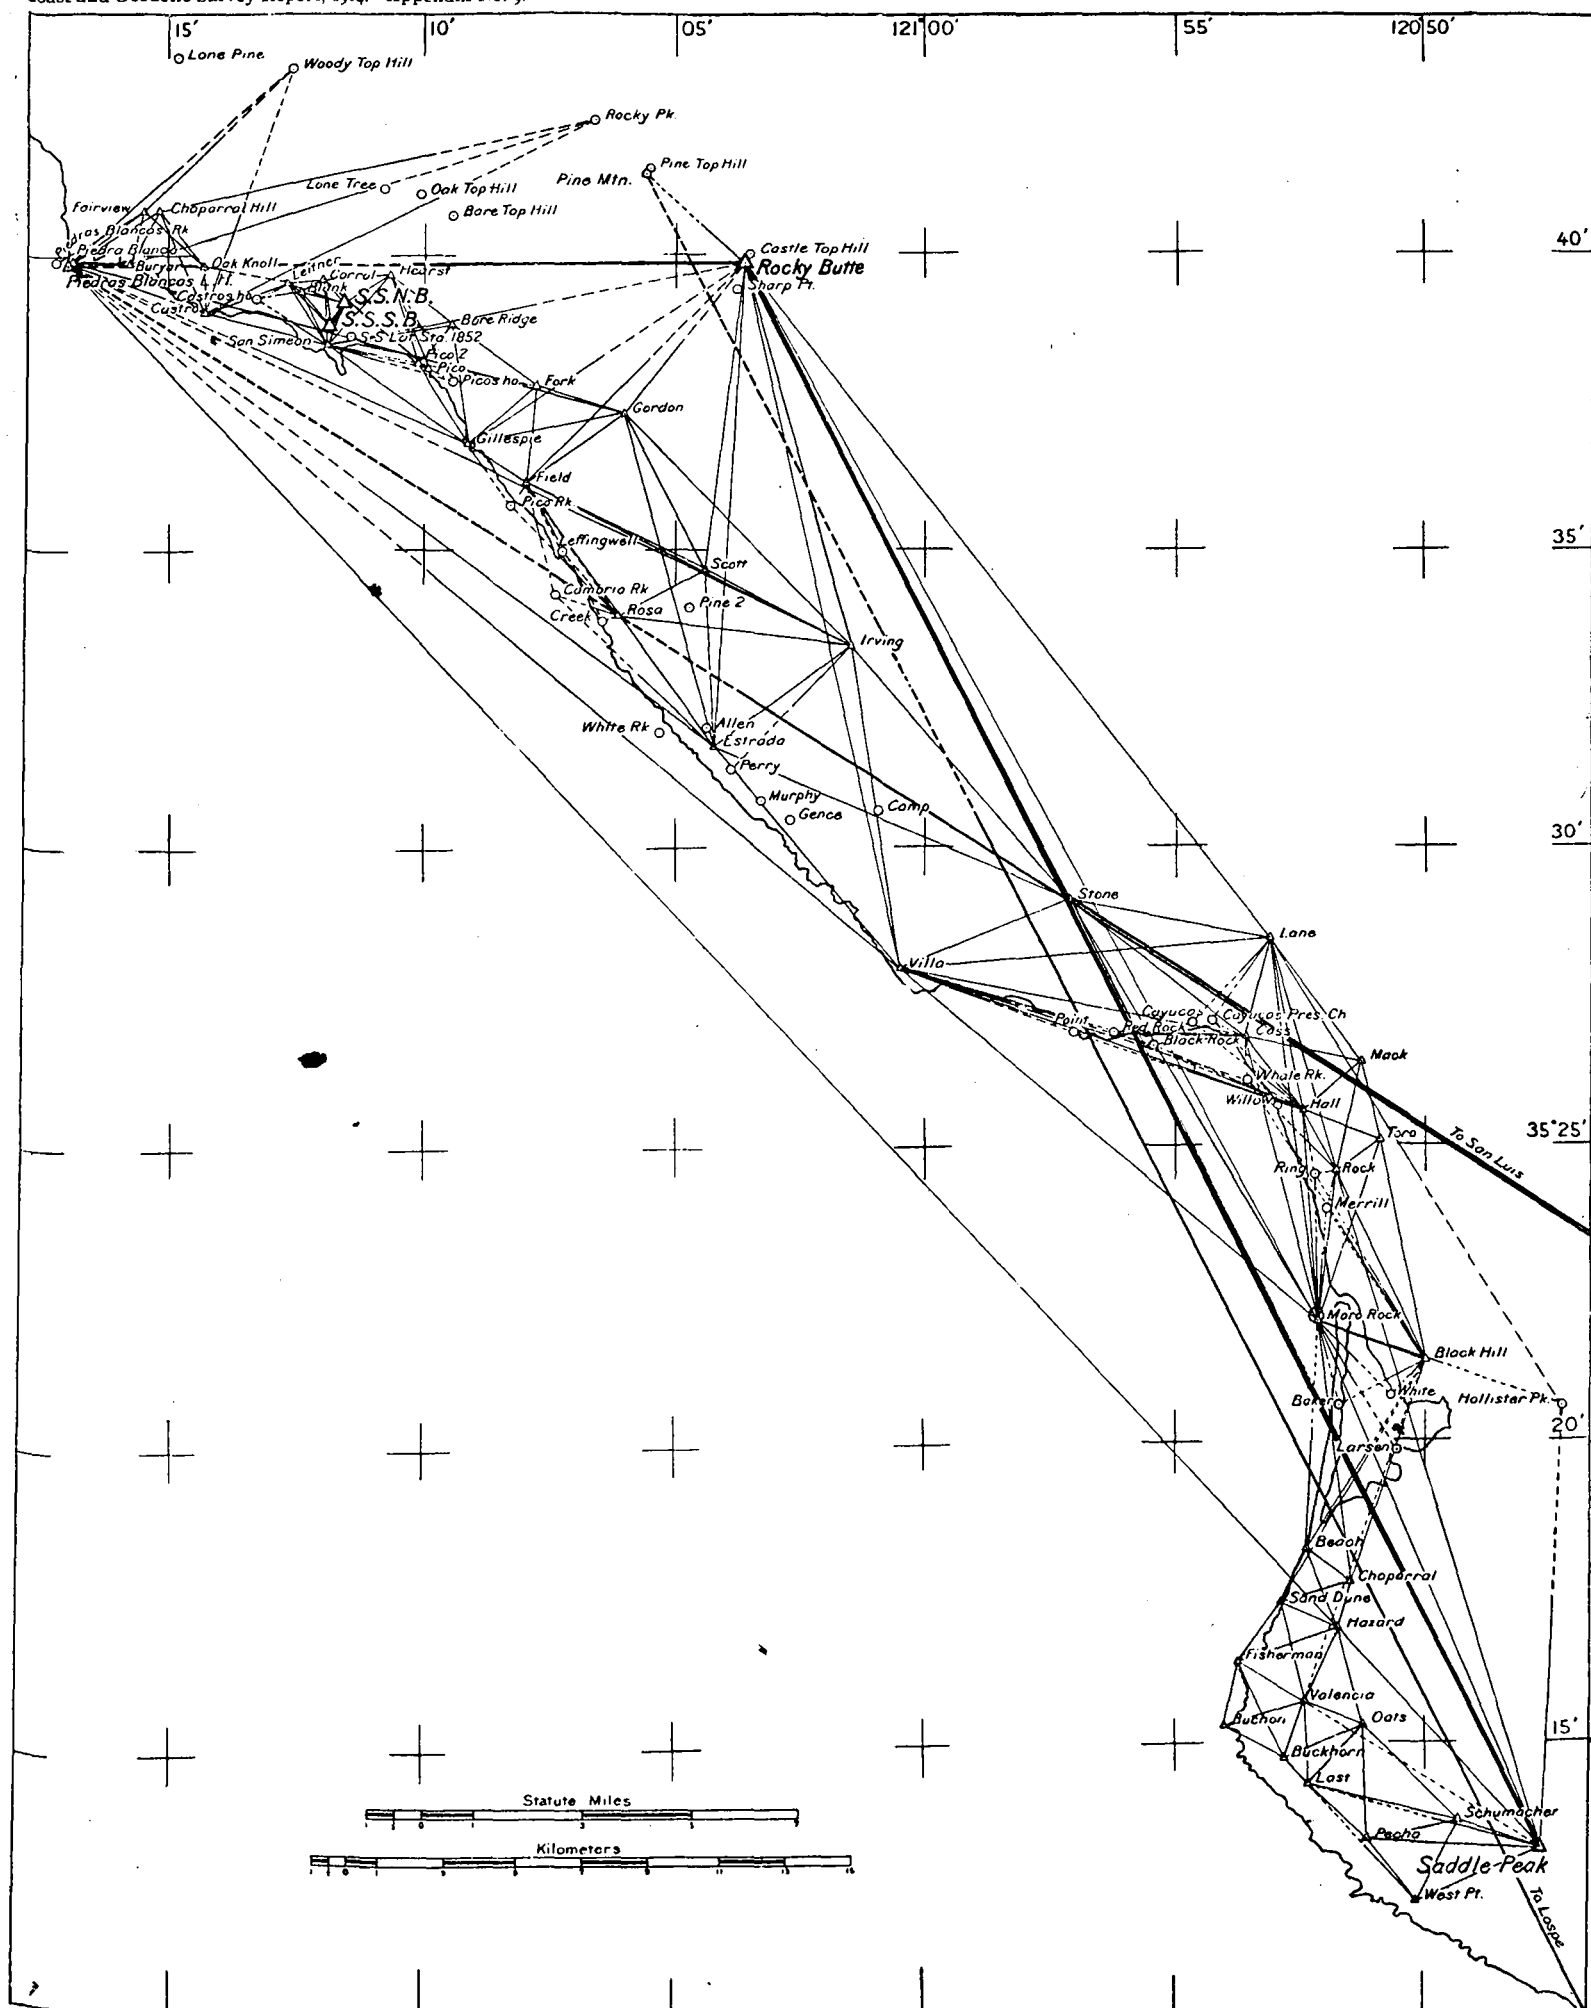 15'
10'
05'
121°00'
55'
120°50'
Lone Pine
Woody Top Hill
Rocky Pk.
Pine Top Hill
Pine Mtn.
Lone Tree
Oak Top Hill
Bare Top Hill
Fairview
Chaparral Hill
Blancas Rk
Piedra Blanca
Castle Top Hill
40'
Oak Knoll
Rocky Butte
Piedras Blancas L. H.
Leitner
Corral
Hearst
Sharp Pt.
Castro
S.S.N.B.
S.S.S.B.
Bare Ridge
San Simeon
S.S Lat. Sta. 1852
Pico 2
Pico
Fork
Gordon
Gillespie
Field
Pico Rk
35'
Leffingwell
Scott
Cambria Rk
Creek
Rosa
Pine 2
Irving
White Rk
Allen
Estrada
Perry
Murphy
Gence
Camp
30'
Stone
Lane
Villa
Cayucos
Cayucos Pres. Ch
Point
Red Rock
Cass
Black Rock
Mack
Whale Rk.
Willow
Hall
Toro
35°25'
To San Luis
Ring
Rock
Merrill
Moro Rock
Black Hill
White
Baker
Hollister Pk.
20'
Larsen
Beach
Chaparral
Sand Dune
Hazard
Fisherman
Valencia
Oats
Buchon
15'
Buckhorn
Last
Statute Miles
Schumacher
Pecho
Kilometers
Saddle Peak
West Pt.
To Lospe